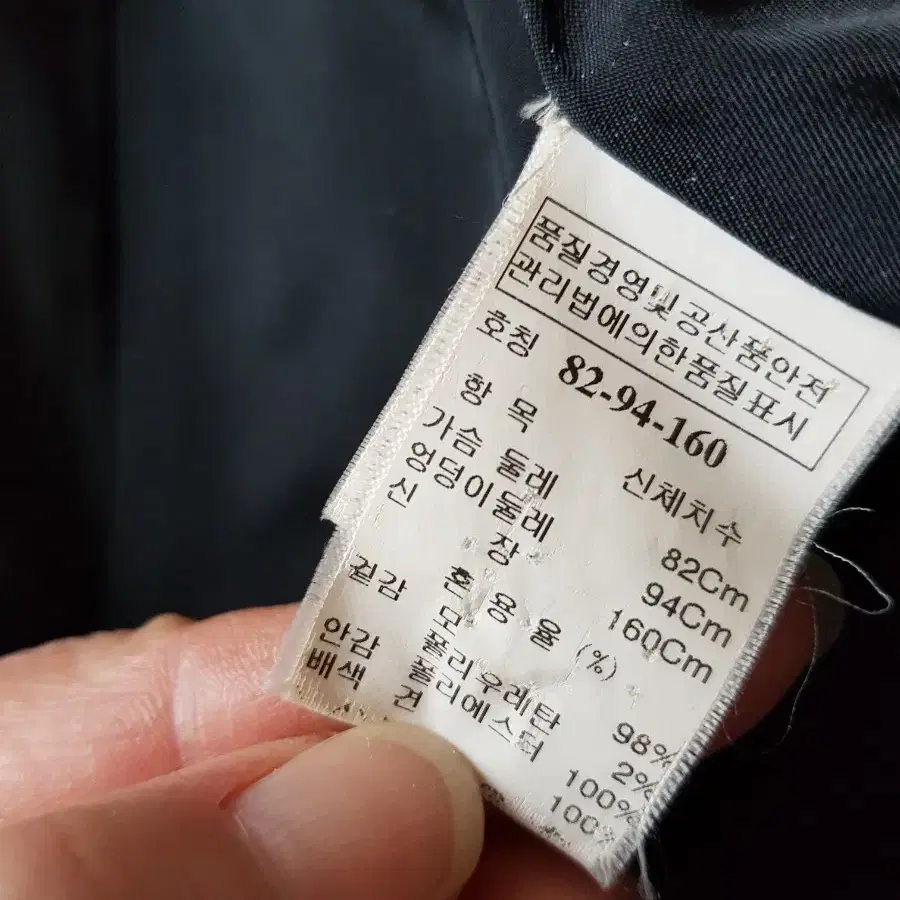 품질경영및공산품안전
관리법에의한품질표시
호칭 82-94-160
항 목 신체치수
가슴 둘레 82Cm
엉덩이둘레 94Cm
신 장 160Cm
혼 용 율 (%)
겉감 모 98%
폴리우레탄 2%
안감 폴리에스터 100%
배색 견 100%